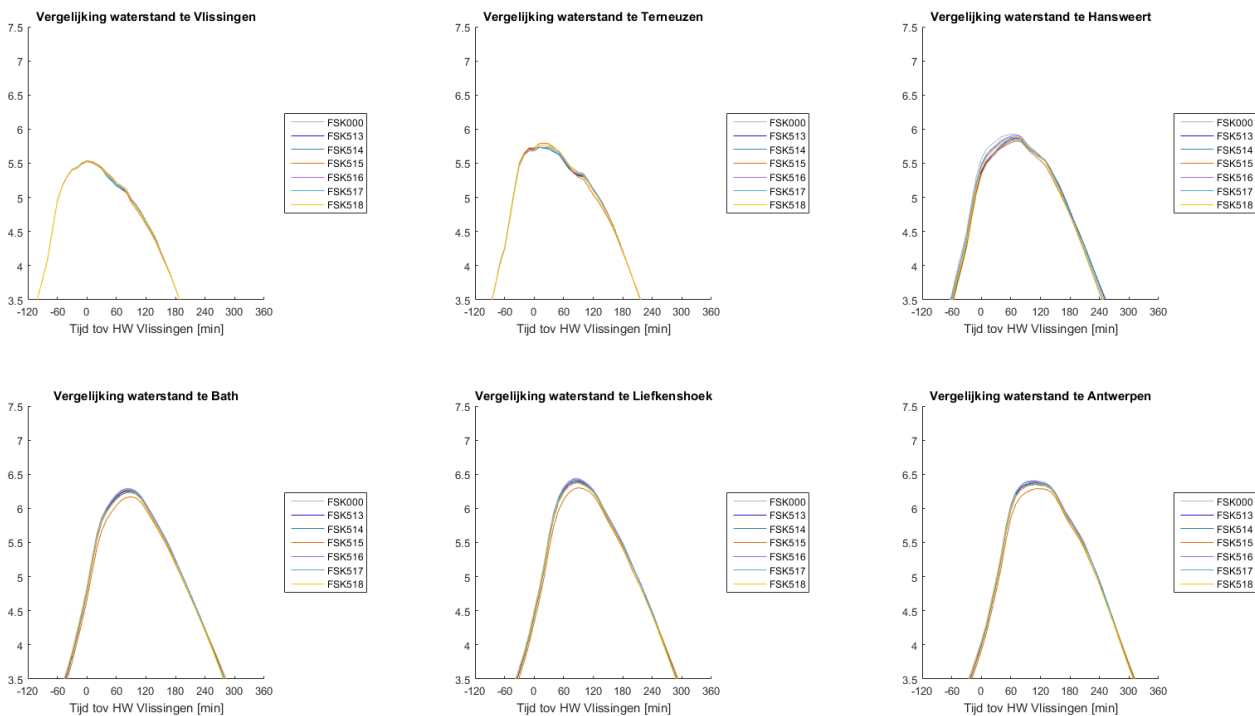 Vergelijking waterstand te Vlissingen
7.5
7
6.5
6
5.5
5
4.5
4
3.5
-120 -60 0 60 120 180 240 300 360
Tijd tov HW Vlissingen [min]
FSK000
FSK513
FSK514
FSK515
FSK516
FSK517
FSK518
Vergelijking waterstand te Terneuzen
7.5
7
6.5
6
5.5
5
4.5
4
3.5
-120 -60 0 60 120 180 240 300 360
Tijd tov HW Vlissingen [min]
FSK000
FSK513
FSK514
FSK515
FSK516
FSK517
FSK518
Vergelijking waterstand te Hansweert
7.5
7
6.5
6
5.5
5
4.5
4
3.5
-120 -60 0 60 120 180 240 300 360
Tijd tov HW Vlissingen [min]
FSK000
FSK513
FSK514
FSK515
FSK516
FSK517
FSK518
Vergelijking waterstand te Bath
7.5
7
6.5
6
5.5
5
4.5
4
3.5
-120 -60 0 60 120 180 240 300 360
Tijd tov HW Vlissingen [min]
FSK000
FSK513
FSK514
FSK515
FSK516
FSK517
FSK518
Vergelijking waterstand te Liefkenshoek
7.5
7
6.5
6
5.5
5
4.5
4
3.5
-120 -60 0 60 120 180 240 300 360
Tijd tov HW Vlissingen [min]
FSK000
FSK513
FSK514
FSK515
FSK516
FSK517
FSK518
Vergelijking waterstand te Antwerpen
7.5
7
6.5
6
5.5
5
4.5
4
3.5
-120 -60 0 60 120 180 240 300 360
Tijd tov HW Vlissingen [min]
FSK000
FSK513
FSK514
FSK515
FSK516
FSK517
FSK518